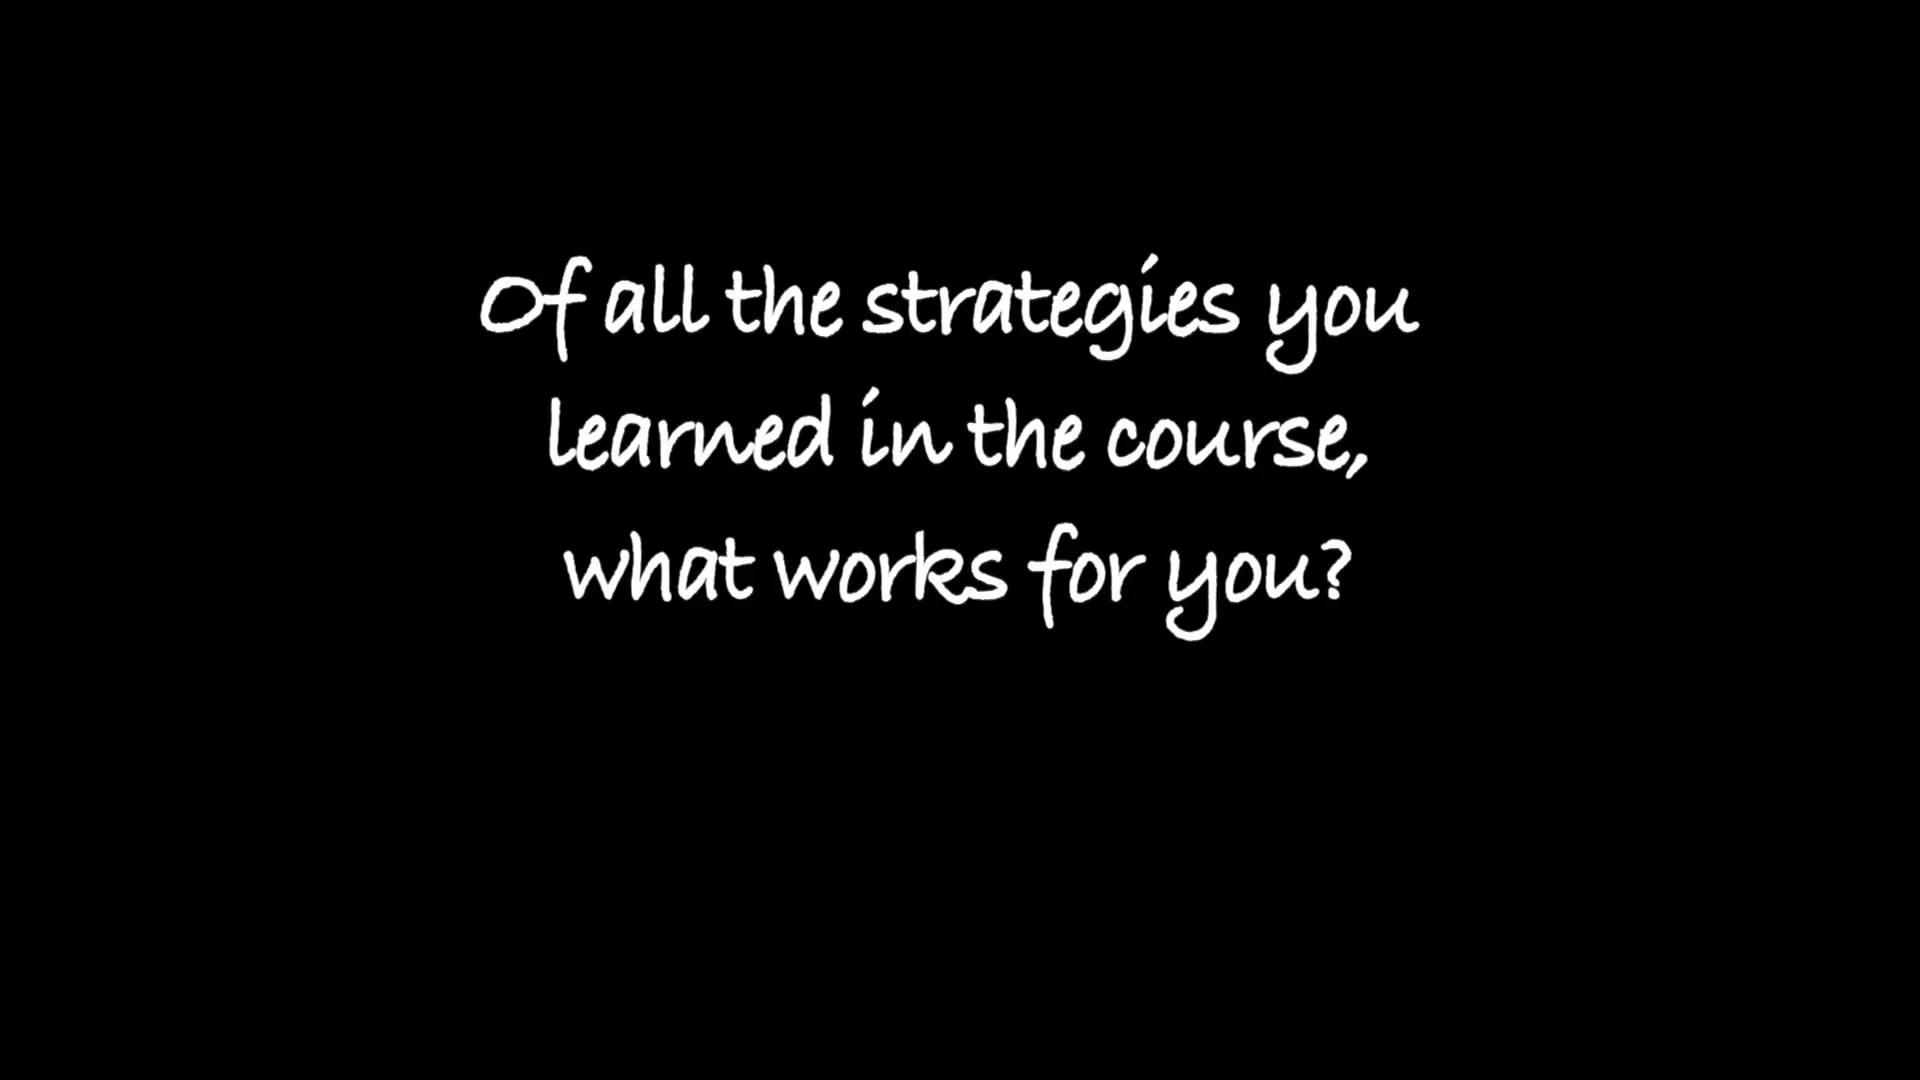 Of all the strategies you
learned in the course,
what works for you?